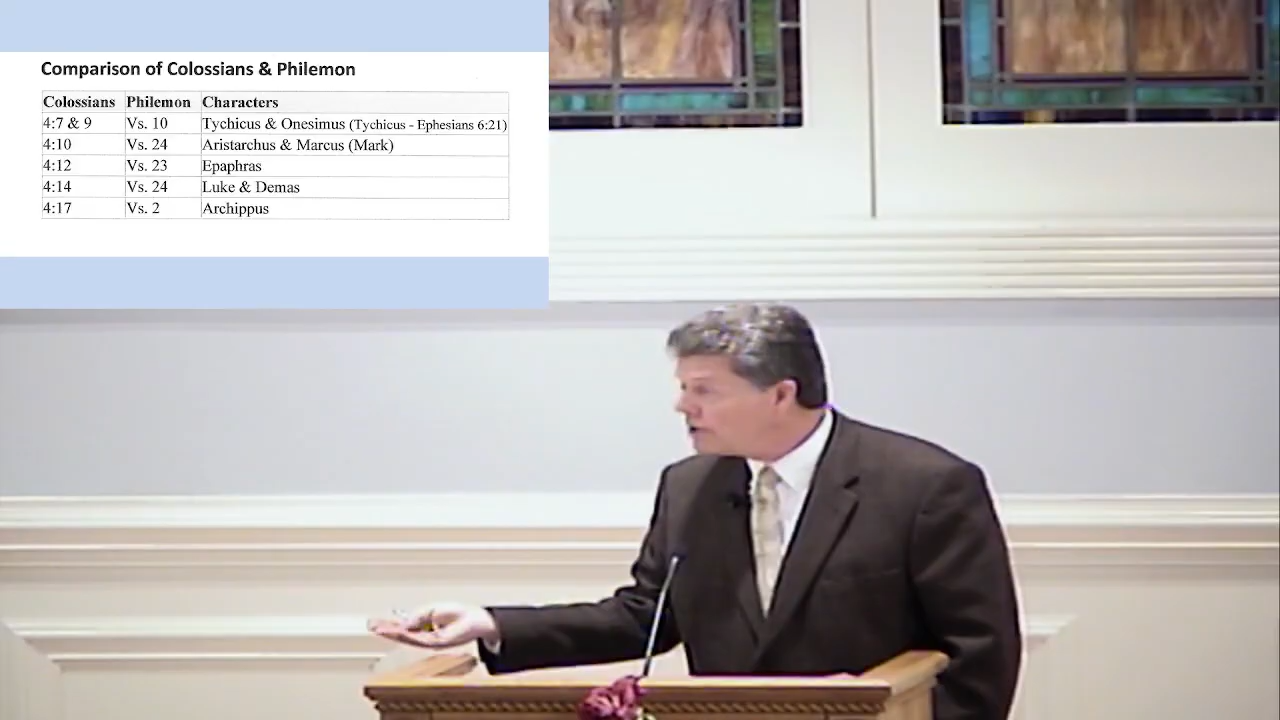 Comparison of Colossians & Philemon
Colossians Philemon Characters
4:7 & 9 Vs. 10 Tychicus & Onesimus (Tychicus - Ephesians 6:21)
4:10 Vs. 24 Aristarchus & Marcus (Mark)
4:12 Vs. 23 Epaphras
4:14 Vs. 24 Luke & Demas
4:17 Vs. 2 Archippus